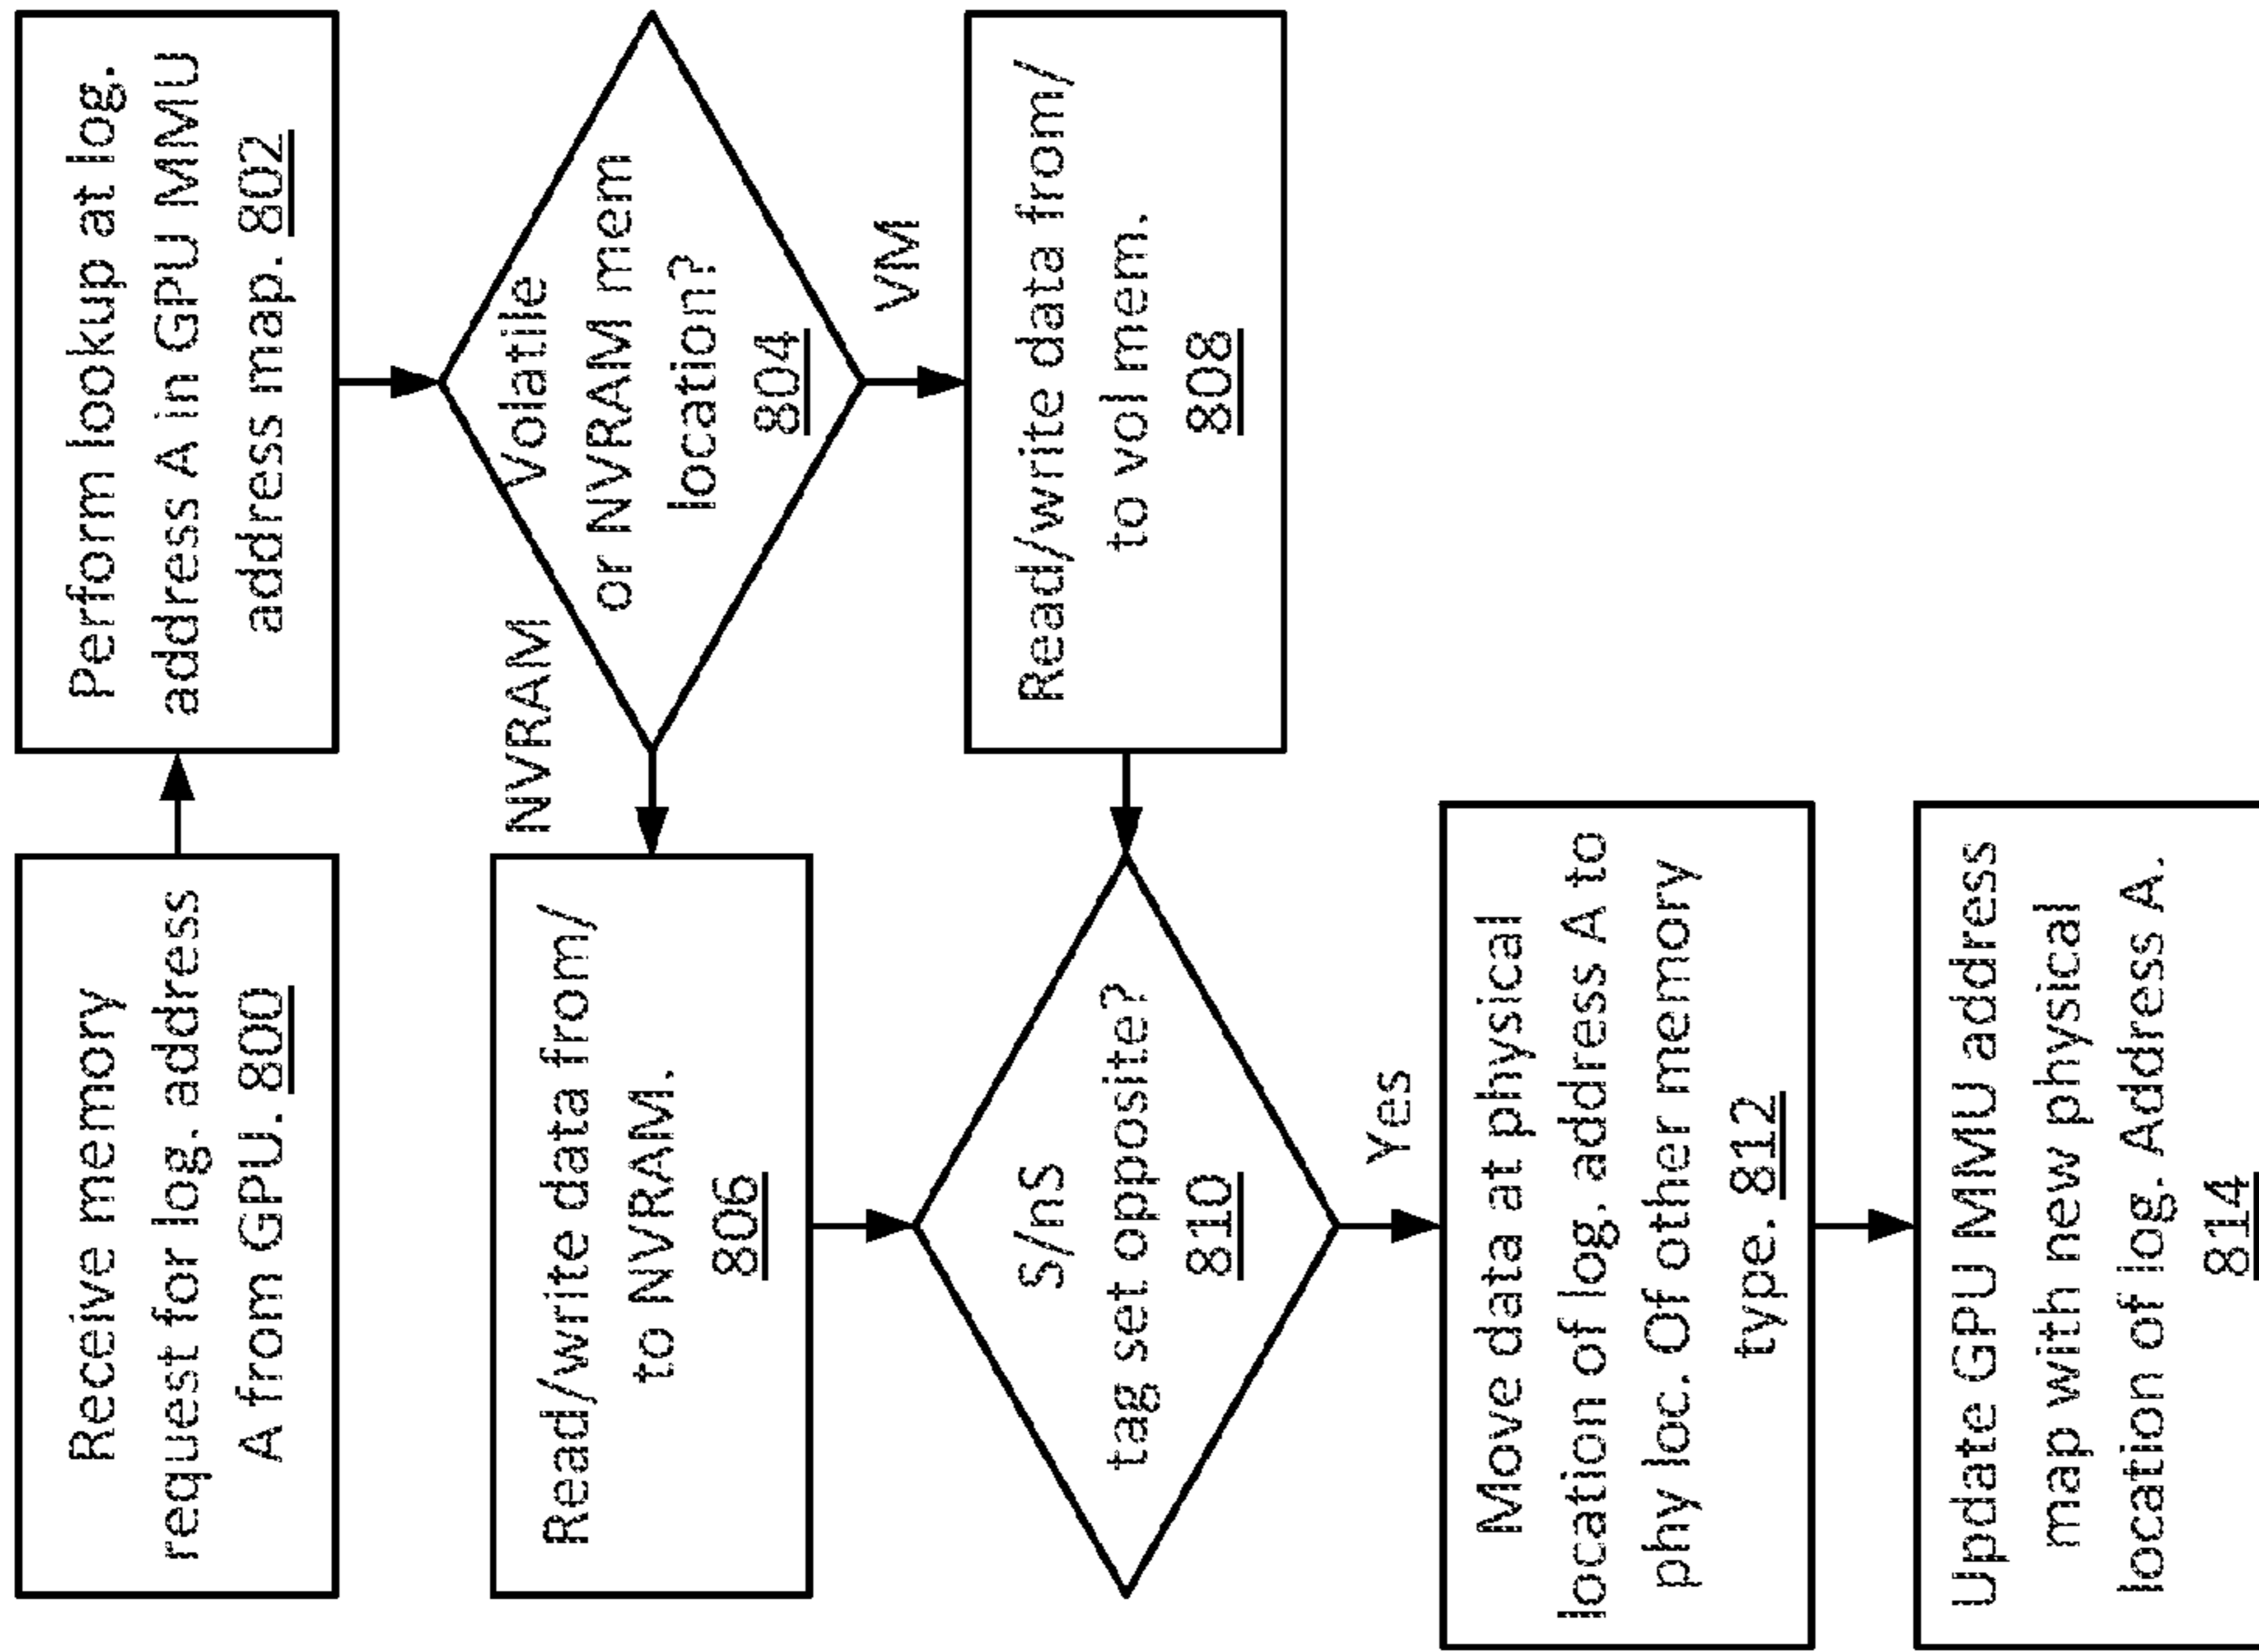 Receive memory
request for log. address
A from GPU. 800
Perform lookup at log.
address A in GPU MMU
address map. 802
Volatile
or NVRAM mem
location?
804
NVRAM
VM
Read/write data from/
to NVRAM.
806
Read/write data from/
to vol mem.
808
S/nS
tag set opposite?
810
Yes
Move data at physical
location of log. address A to
phy loc. Of other memory
type. 812
Update GPU MMU address
map with new physical
location of log. Address A.
814